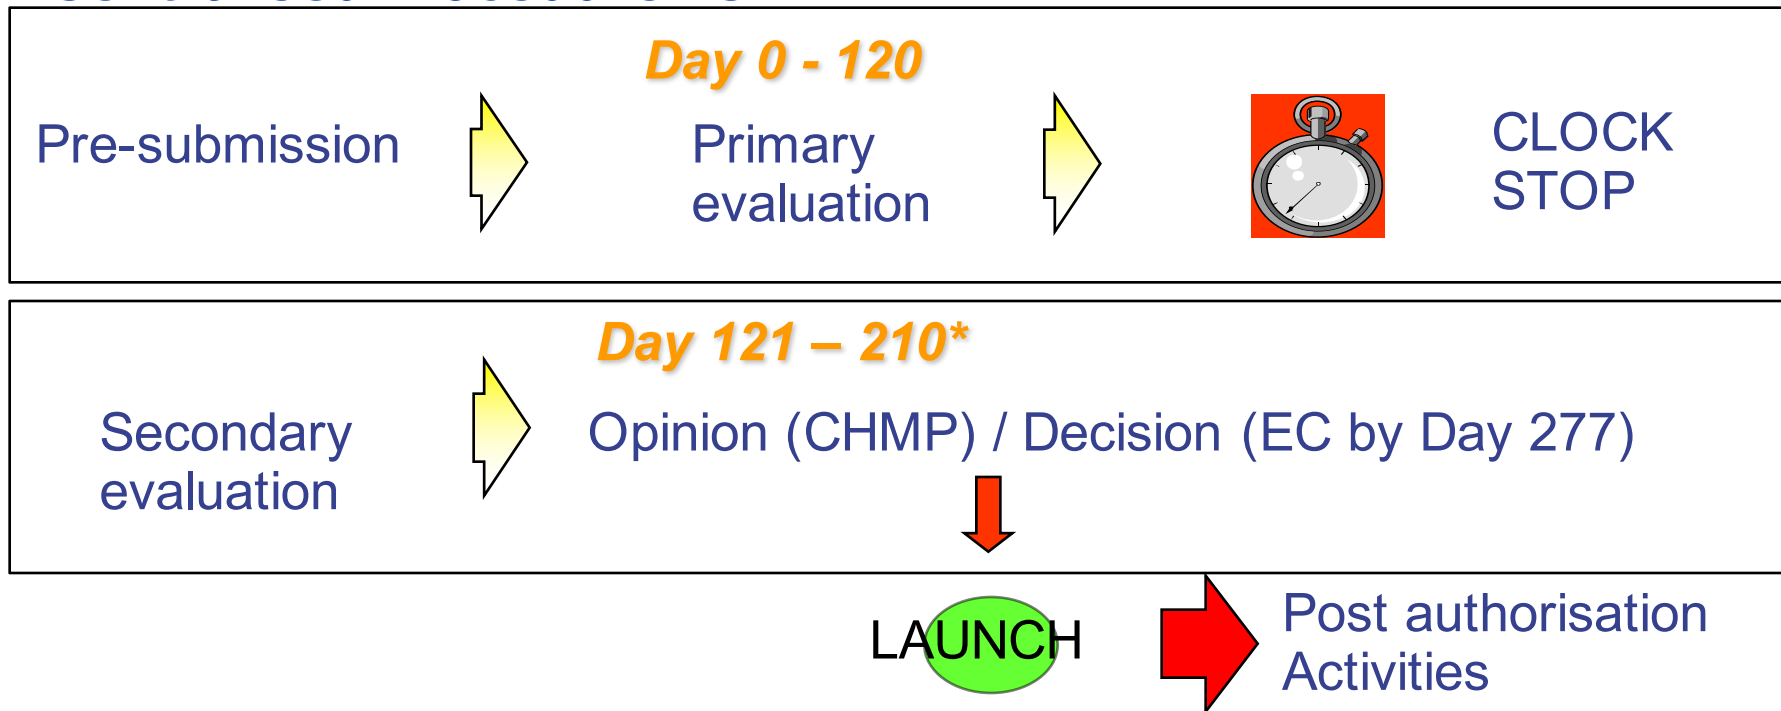 Day 0 - 120
Pre-submission
Primary
evaluation
CLOCK
STOP
Day 121 – 210*
Secondary
evaluation
Opinion (CHMP) / Decision (EC by Day 277)
LAUNCH
Post authorisation
Activities